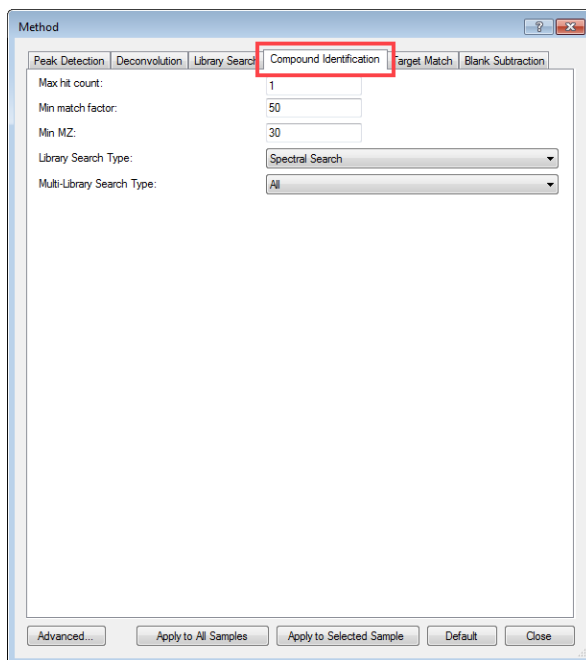 Method
Peak Detection Deconvolution Library Search Compound Identification Target Match Blank Subtraction
Max hit count: 1
Min match factor: 50
Min MZ: 30
Library Search Type: Spectral Search
Multi-Library Search Type: All
Advanced... Apply to All Samples Apply to Selected Sample Default Close